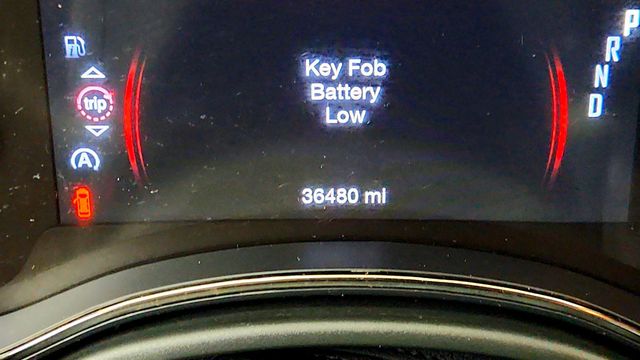 Key Fob
Battery
Low
trip
A
36480 mi
P
R
N
D